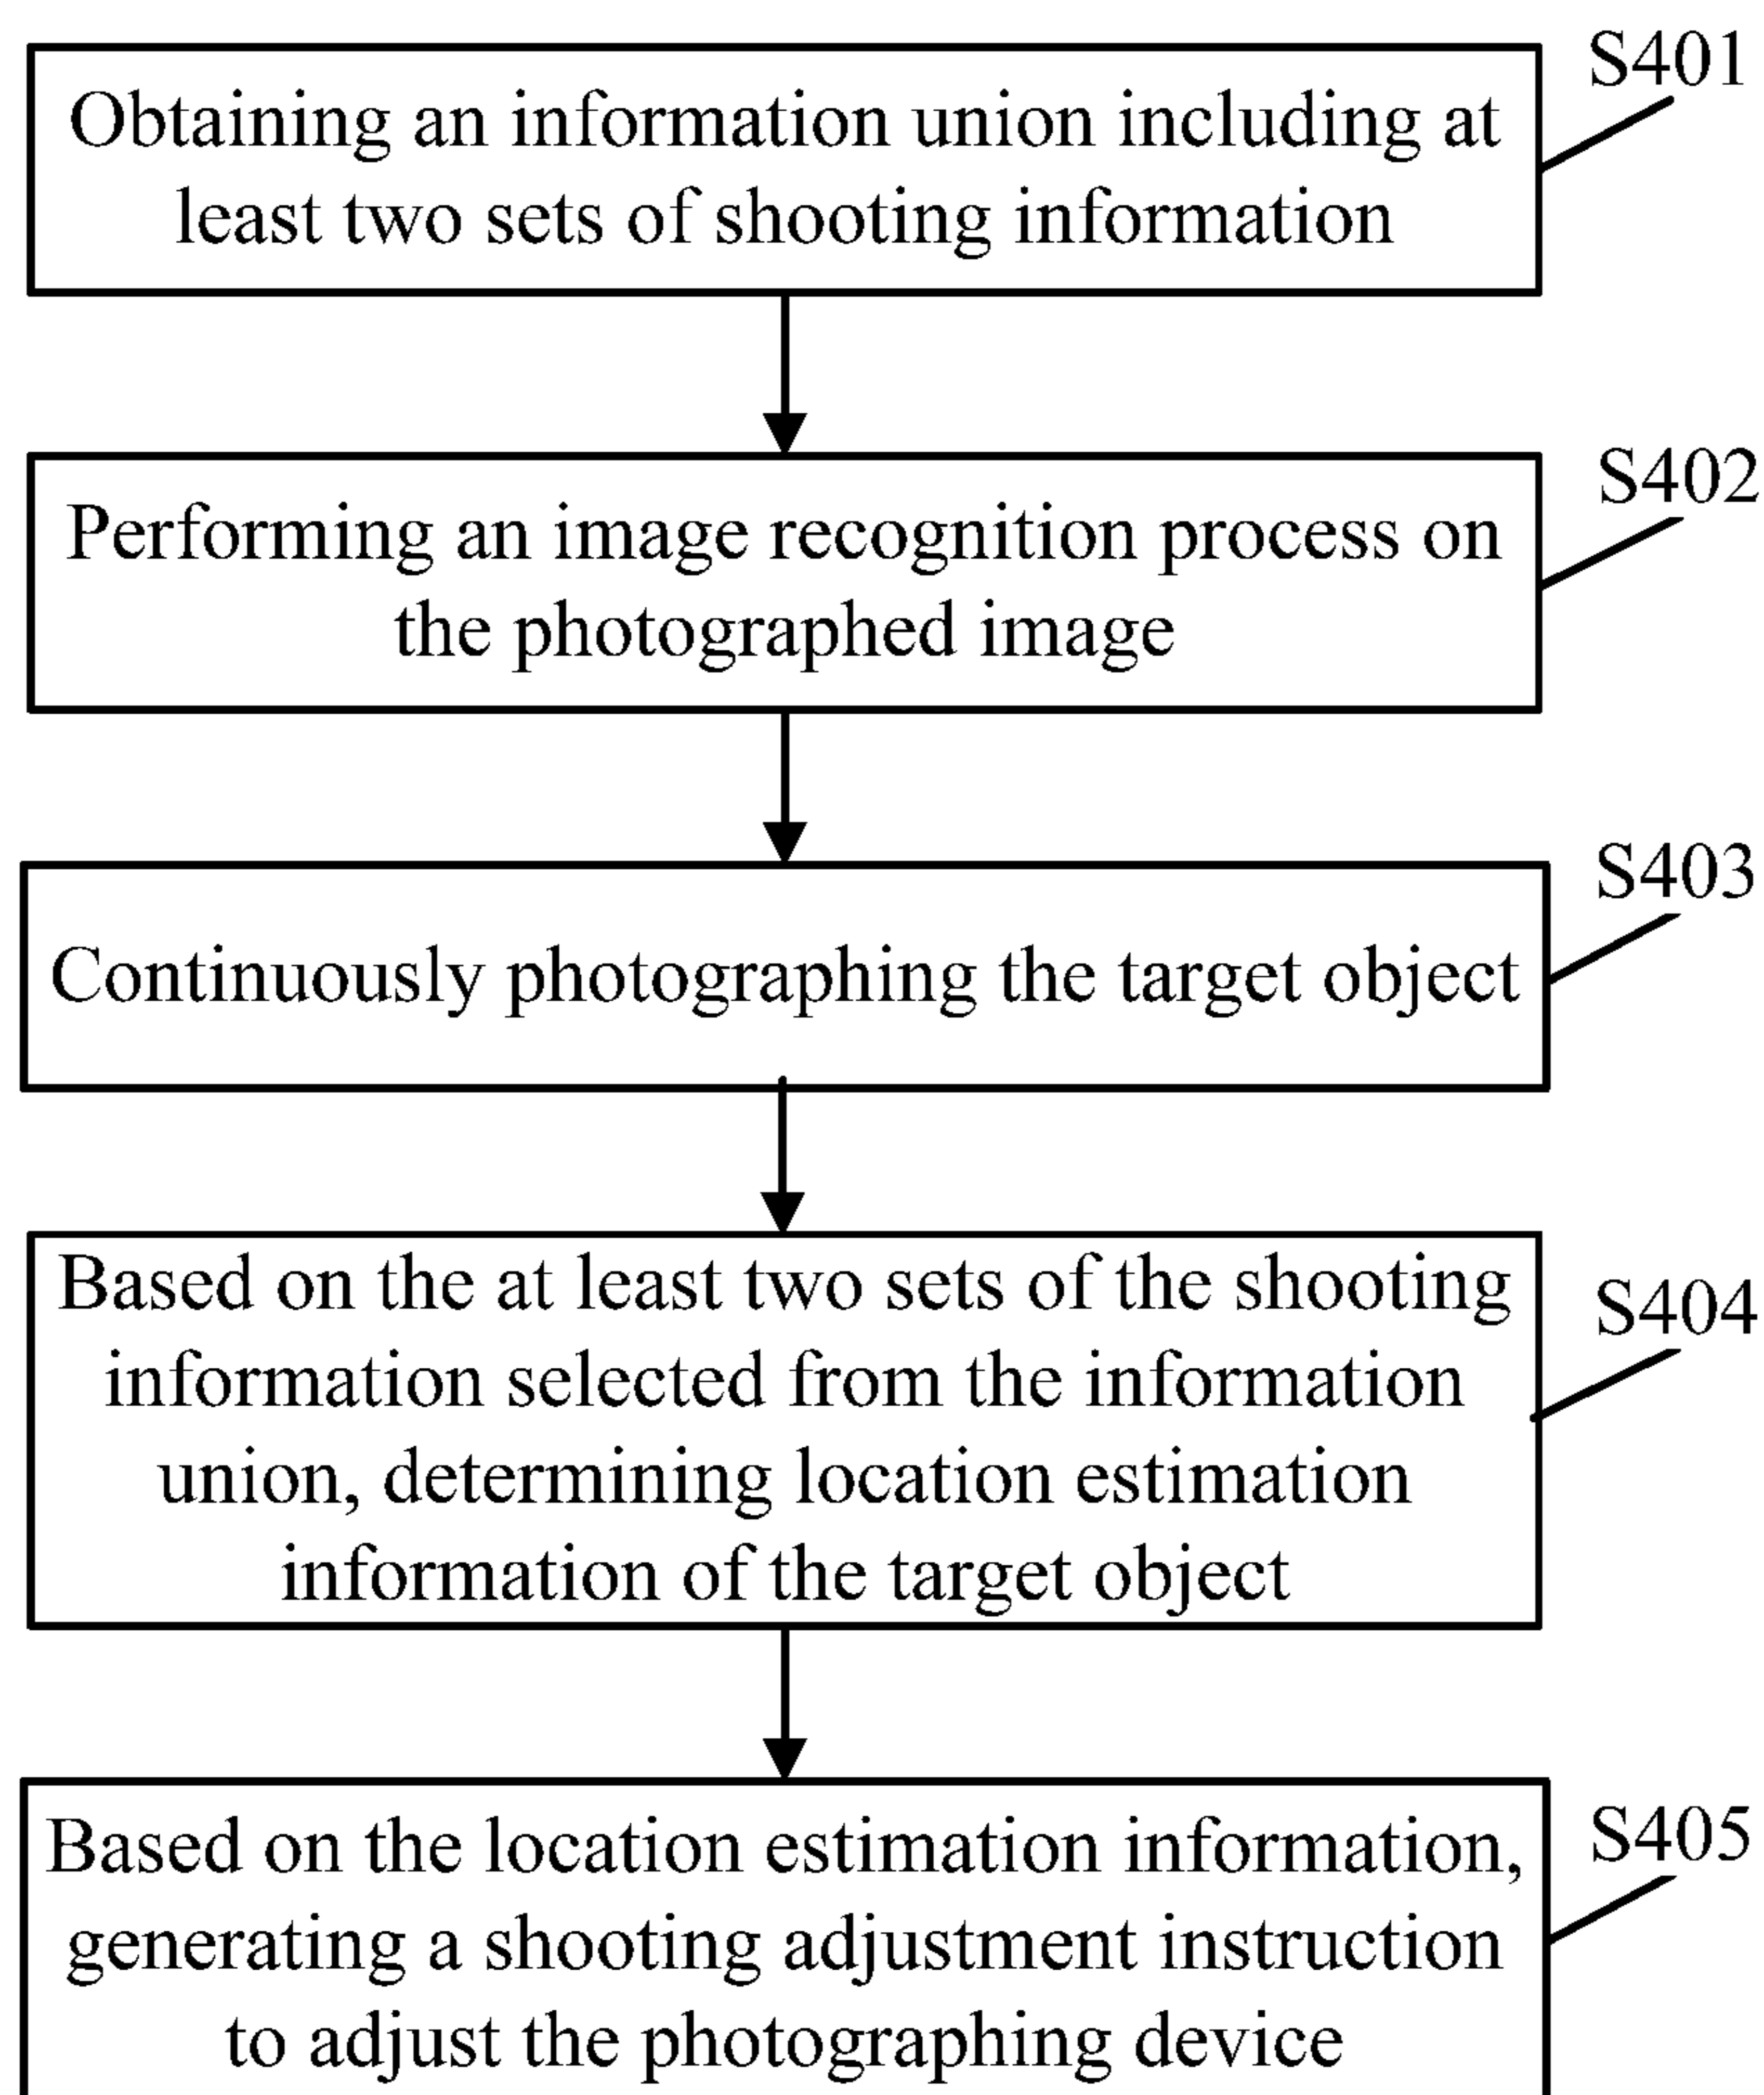 S401
Obtaining an information union including at
least two sets of shooting information
S402
Performing an image recognition process on
the photographed image
S403
Continuously photographing the target object
S404
Based on the at least two sets of the shooting
information selected from the information
union, determining location estimation
information of the target object
S405
Based on the location estimation information,
generating a shooting adjustment instruction
to adjust the photographing device